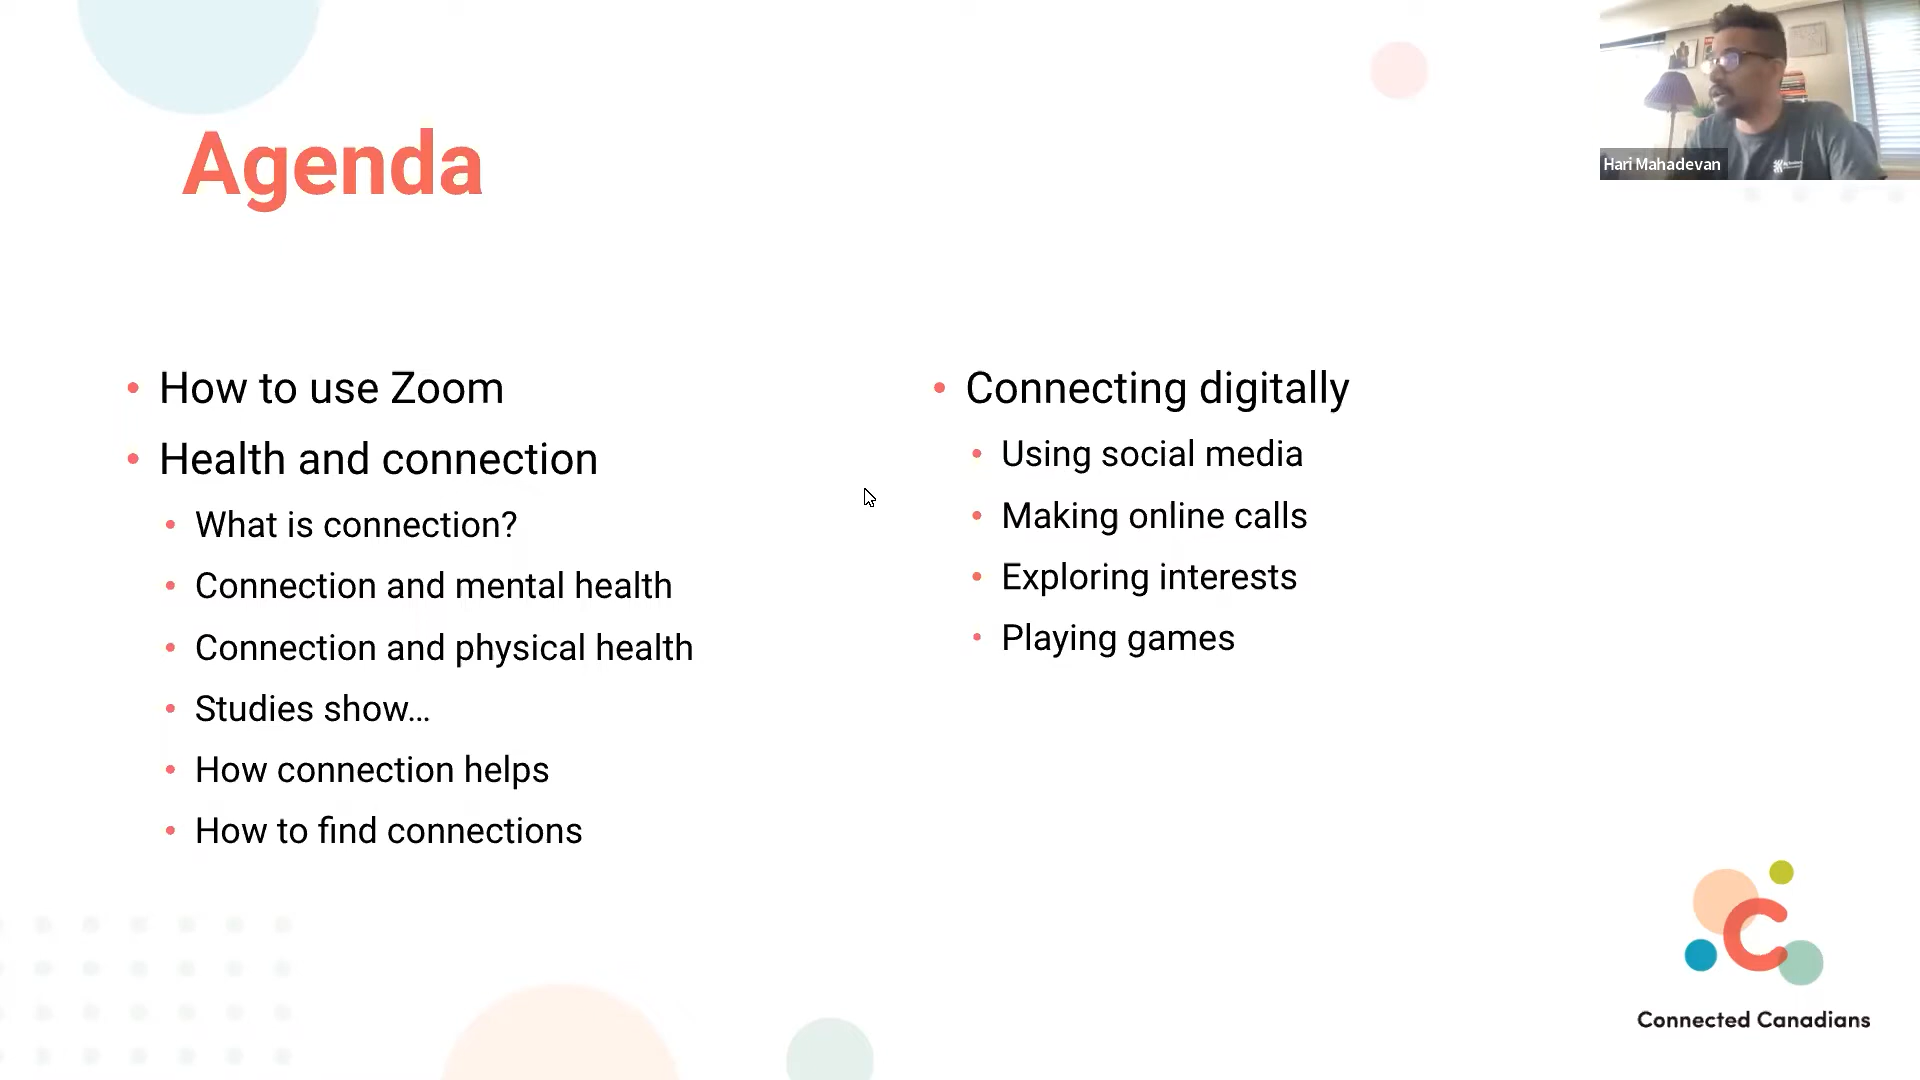 Agenda
Hari Mahadevan
How to use Zoom
Health and connection
What is connection?
Connection and mental health
Connection and physical health
Studies show...
How connection helps
How to find connections
Connecting digitally
Using social media
Making online calls
Exploring interests
Playing games
Connected Canadians